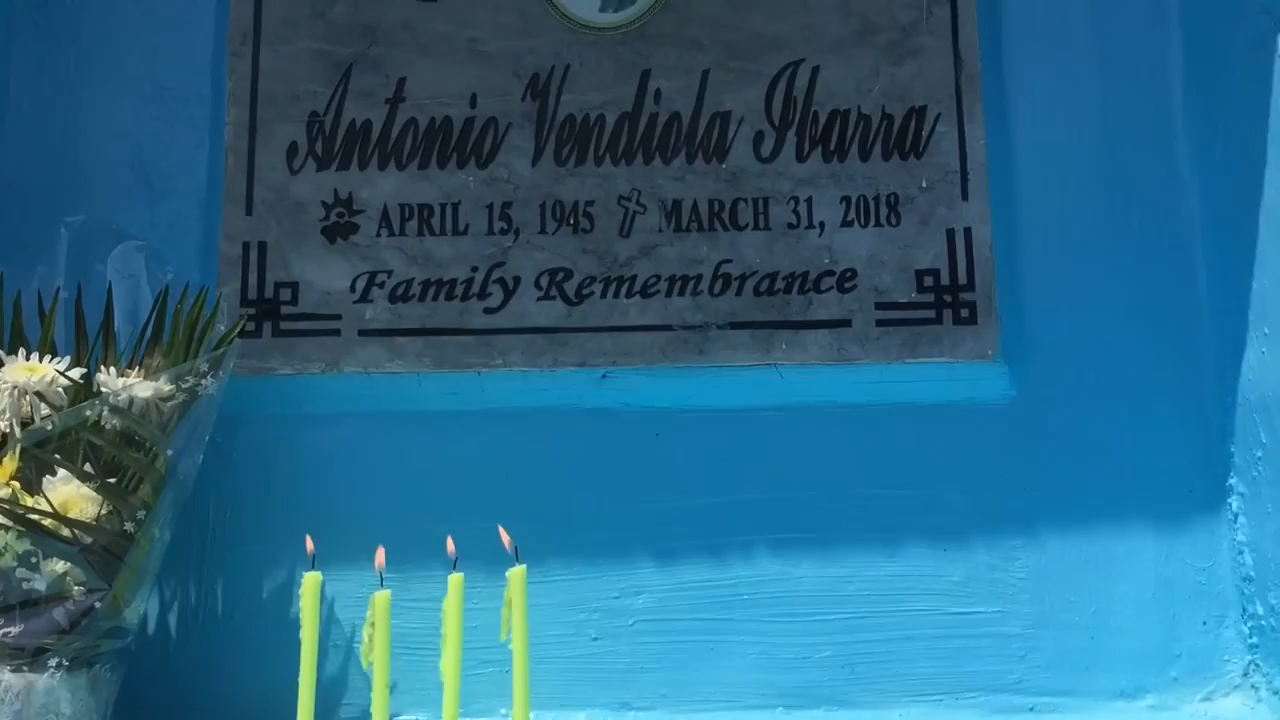 Antonio Vendiola Ibarra
APRIL 15, 1945 MARCH 31, 2018
Family Remembrance